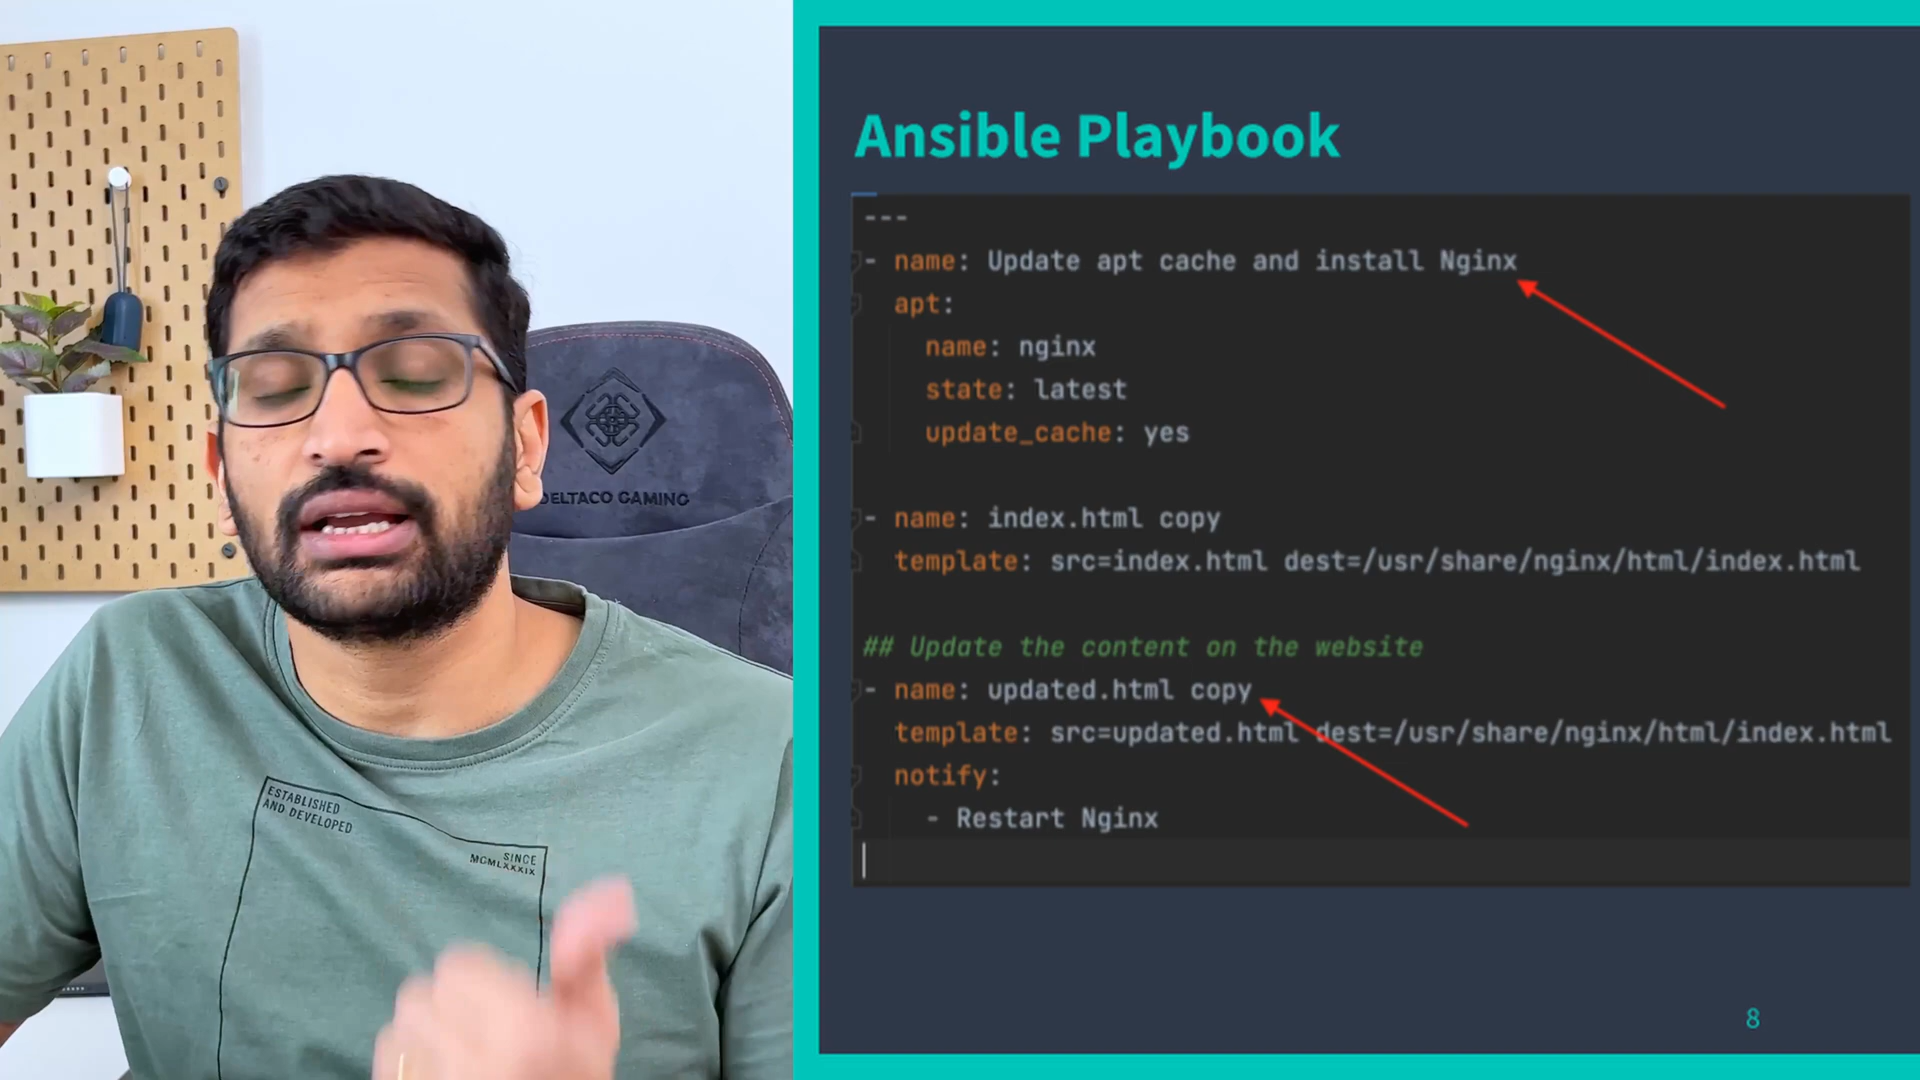 DELTACO GAMING
ESTABLISHED
AND DEVELOPED
SINCE
MCMLXXXIX
Ansible Playbook
---
- name: Update apt cache and install Nginx
apt:
name: nginx
state: latest
update_cache: yes
- name: index.html copy
template: src=index.html dest=/usr/share/nginx/html/index.html
## Update the content on the website
- name: updated.html copy
template: src=updated.html dest=/usr/share/nginx/html/index.html
notify:
- Restart Nginx
8